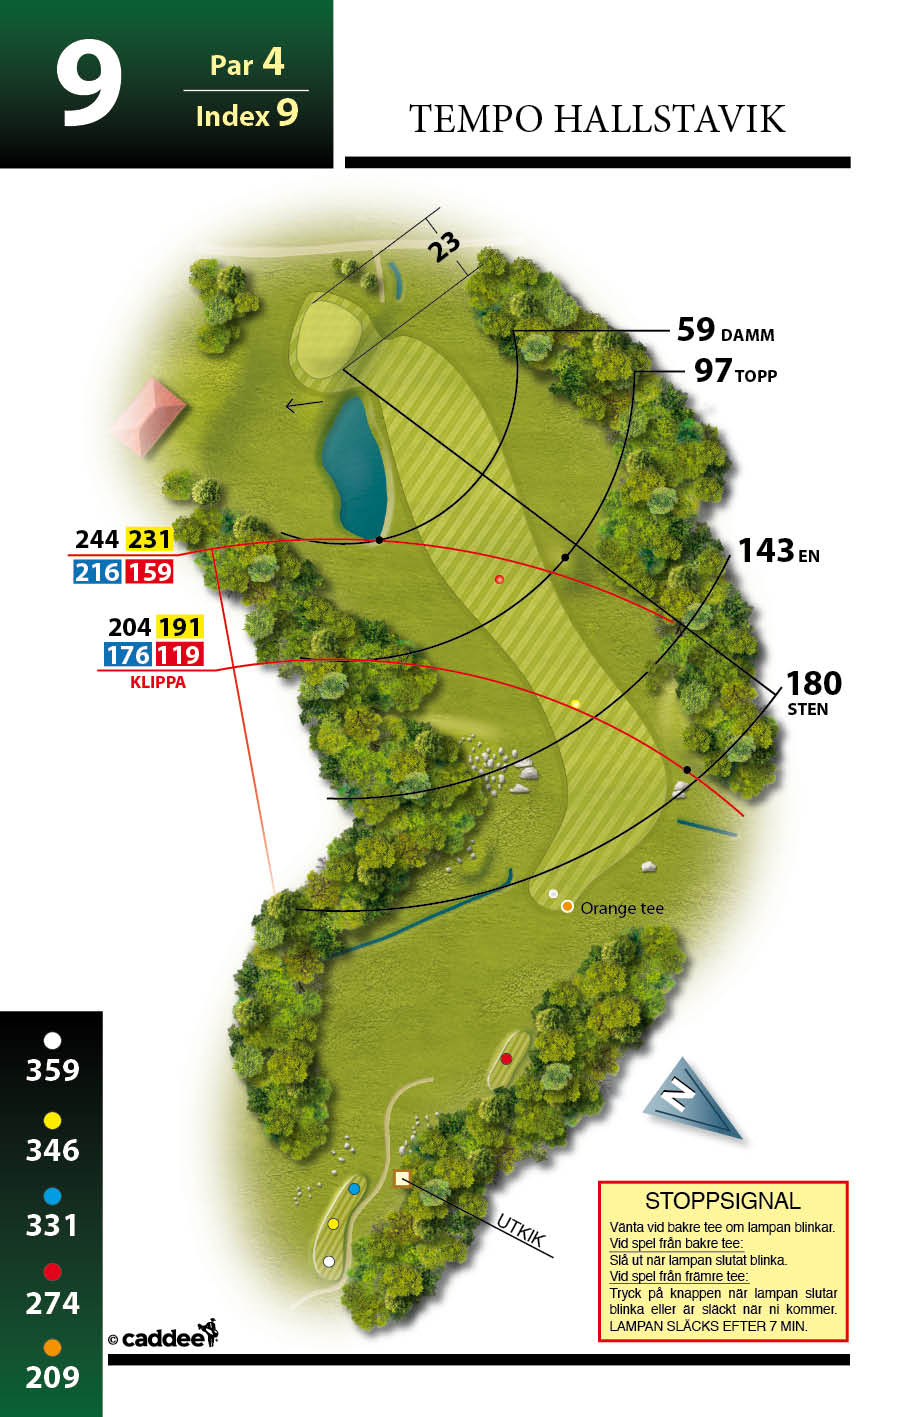 9
Par 4
Index 9
TEMPO HALLSTAVIK
23
59 DAMM
97 TOPP
244 231
216 159
143 EN
204 191
176 119
KLIPPA
180
STEN
Orange tee
359
346
331
274
209
N
UTKIK
STOPPSIGNAL
Vänta vid bakre tee om lampan blinkar.
Vid spel från bakre tee:
Slå ut när lampan slutat blinka.
Vid spel från främre tee:
Tryck på knappen när lampan slutar
blinka eller är släckt när ni kommer.
LAMPAN SLÄCKS EFTER 7 MIN.
© caddee